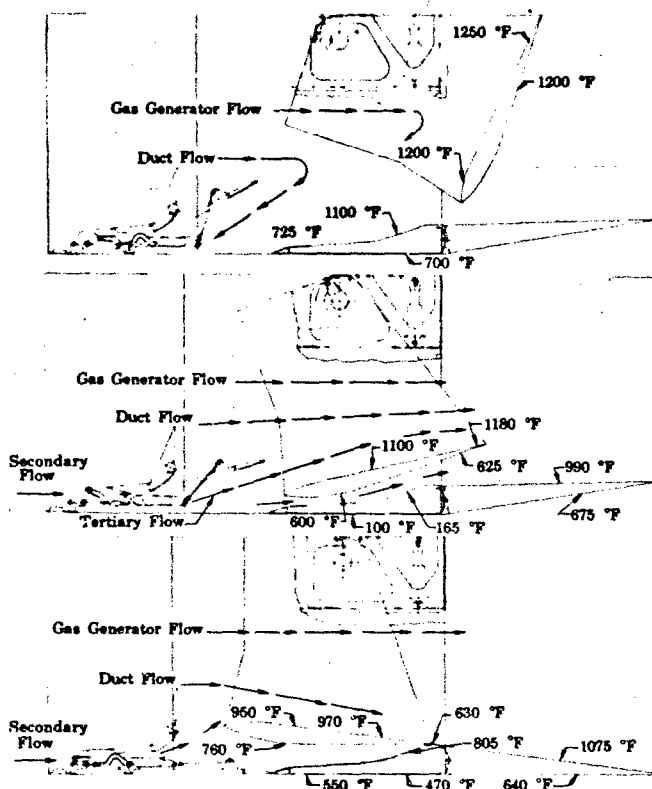 1250 °F
1200 °F
Gas Generator Flow
Duct Flow
1200 °F
1100 °F
725 °F
700 °F
Gas Generator Flow
Duct Flow
1180 °F
1100 °F
Secondary
Flow
625 °F
990 °F
Tertiary Flow
600 °F
100 °F
165 °F
675 °F
Gas Generator Flow
Duct Flow
950 °F
970 °F
630 °F
Secondary
Flow
760 °F
805 °F
1075 °F
550 °F
470 °F
640 °F